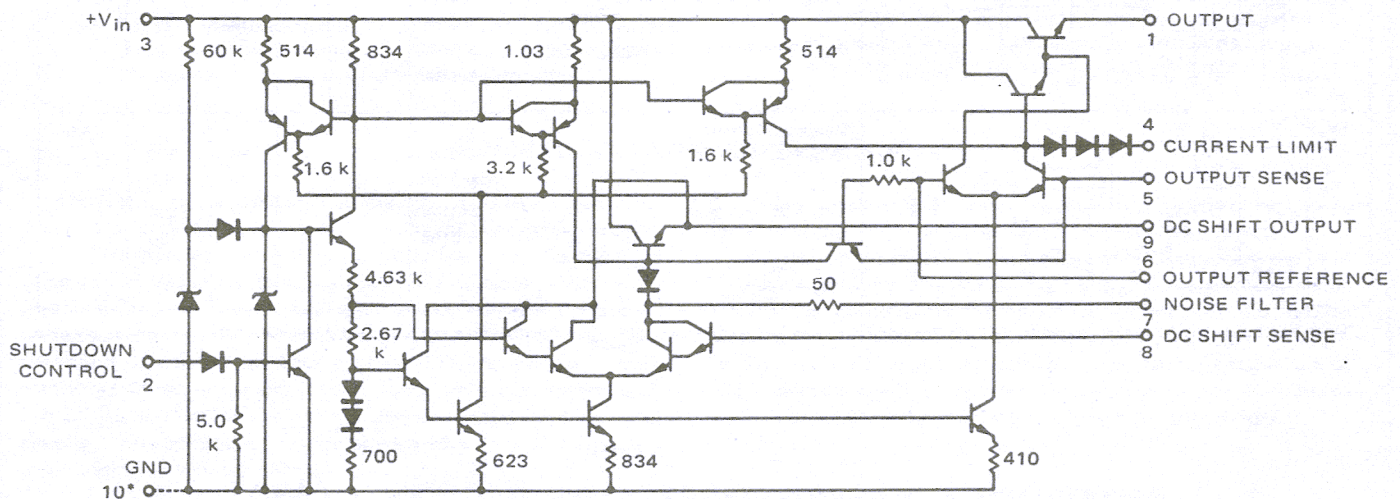 +Vin
3
60 k
514
834
1.03
514
OUTPUT
1
4
CURRENT LIMIT
1.6 k
3.2 k
1.6 k
1.0 k
OUTPUT SENSE
5
DC SHIFT OUTPUT
9
6
OUTPUT REFERENCE
4.63 k
50
NOISE FILTER
7
2.67
k
DC SHIFT SENSE
8
SHUTDOWN
CONTROL
2
5.0
k
700
623
834
410
GND
10*